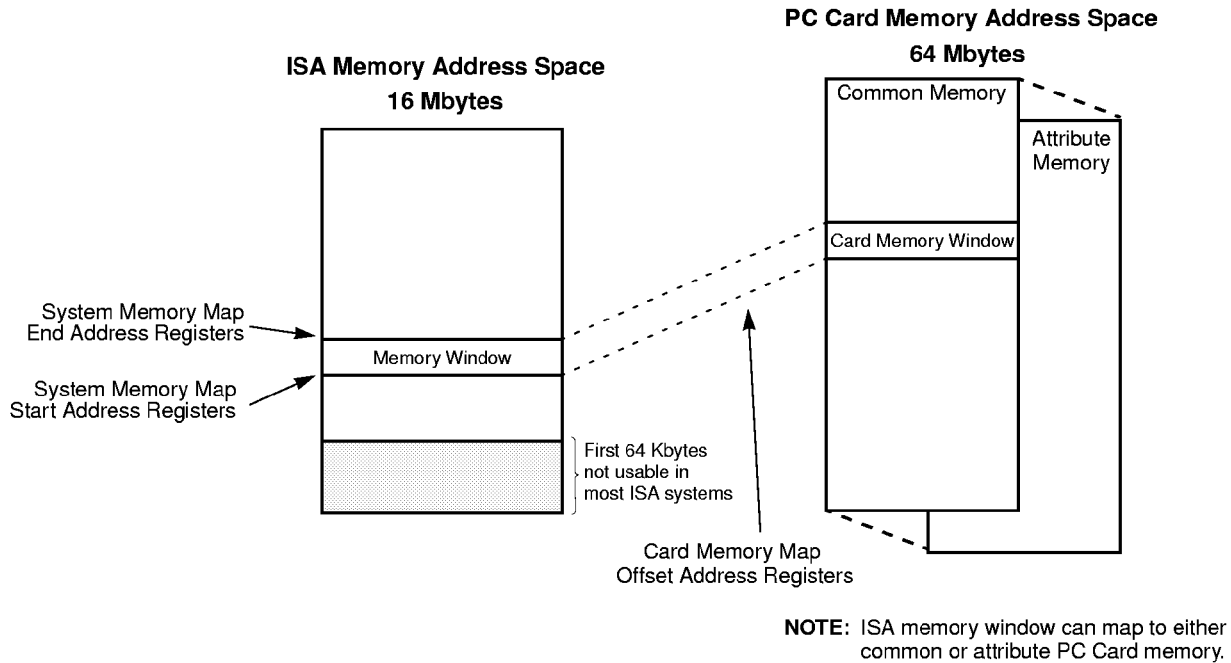 PC Card Memory Address Space
64 Mbytes
ISA Memory Address Space
16 Mbytes
Common Memory
Attribute
Memory
Card Memory Window
System Memory Map
End Address Registers
Memory Window
System Memory Map
Start Address Registers
First 64 Kbytes
not usable in
most ISA systems
Card Memory Map
Offset Address Registers
NOTE: ISA memory window can map to either
common or attribute PC Card memory.